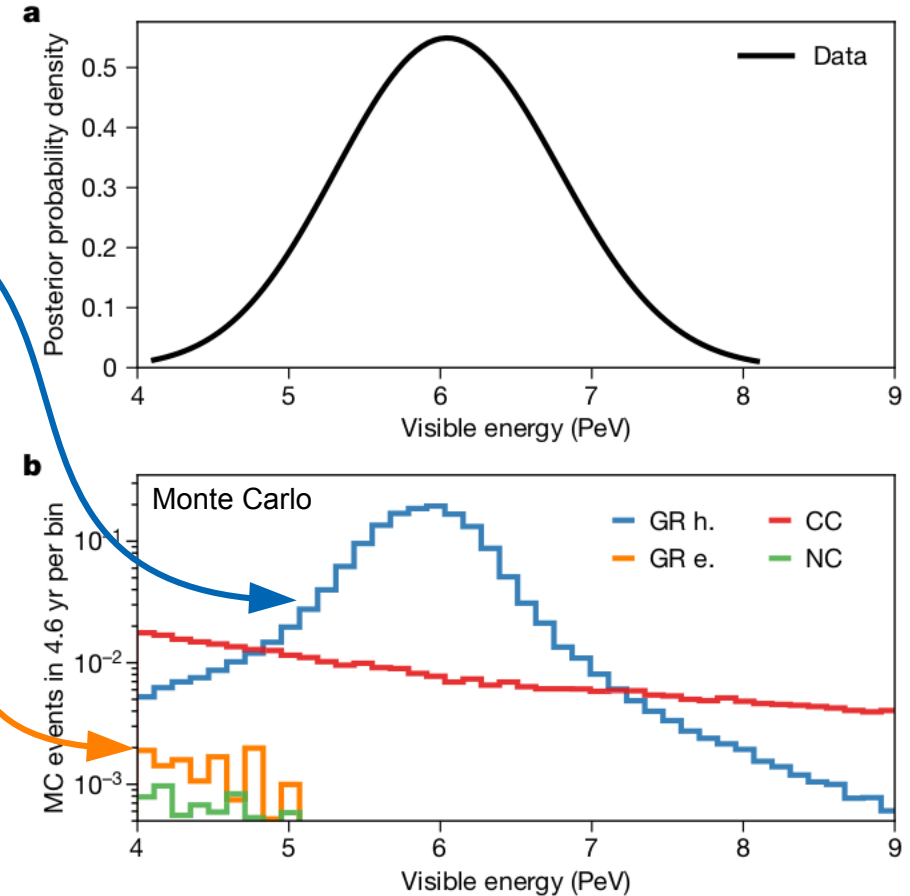 a
Posterior probability density
0.5
0.4
0.3
0.2
0.1
0
Data
4 5 6 7 8 9
Visible energy (PeV)
b
MC events in 4.6 yr per bin
10⁻¹
10⁻²
10⁻³
Monte Carlo
GR h. CC
GR e. NC
4 5 6 7 8 9
Visible energy (PeV)